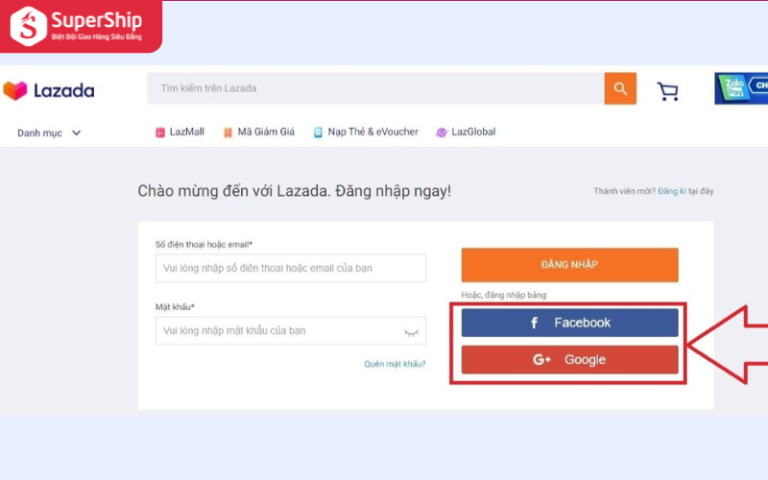 SuperShip
Biệt Đội Giao Hàng Siêu Đẳng
Lazada
Tìm kiếm trên Lazada
Zalo Pay
CH
Danh mục
LazMall
Mã Giảm Giá
Nạp Thẻ & eVoucher
LazGlobal
Chào mừng đến với Lazada. Đăng nhập ngay!
Thành viên mới? Đăng kí tại đây
Số điện thoại hoặc email*
Vui lòng nhập số điện thoại hoặc email của bạn
ĐĂNG NHẬP
Hoặc, đăng nhập bằng
Mật khẩu*
f Facebook
Vui lòng nhập mật khẩu của bạn
G+ Google
Quên mật khẩu?